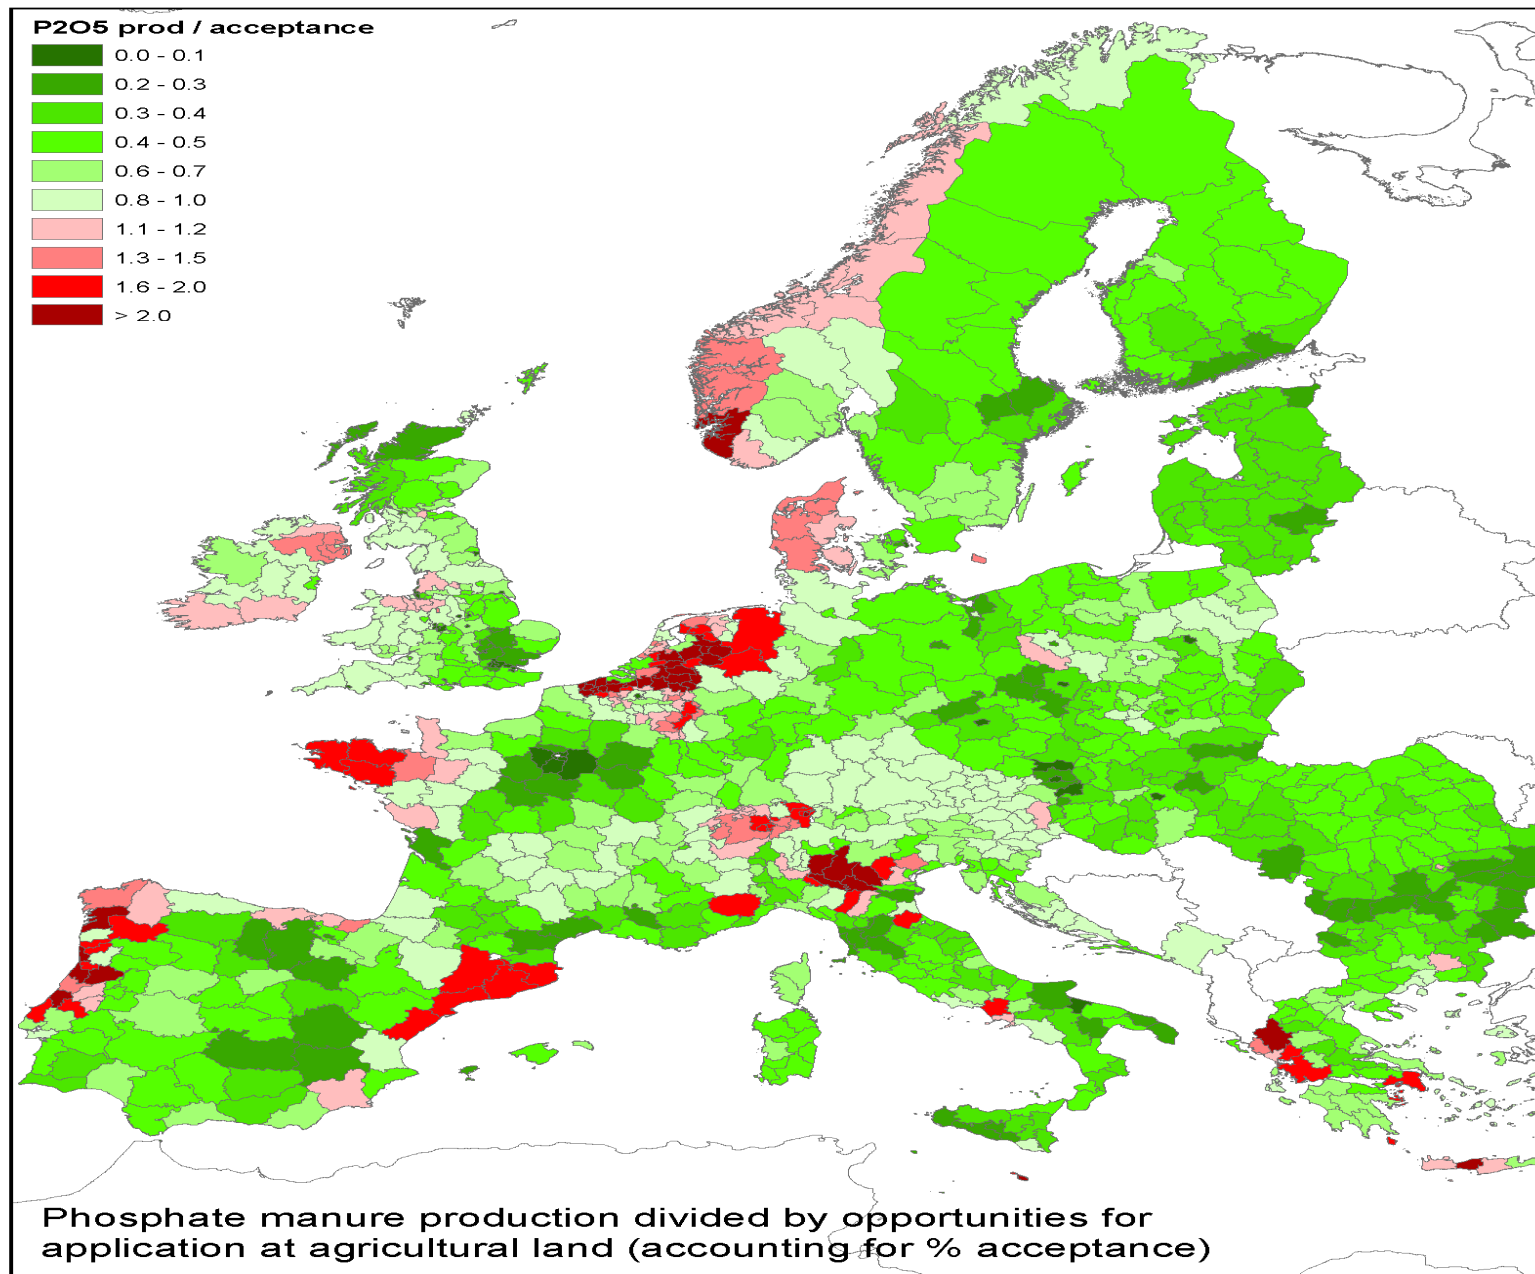 P2O5 prod / acceptance
0.0 - 0.1
0.2 - 0.3
0.3 - 0.4
0.4 - 0.5
0.6 - 0.7
0.8 - 1.0
1.1 - 1.2
1.3 - 1.5
1.6 - 2.0
> 2.0
Phosphate manure production divided by opportunities for
application at agricultural land (accounting for % acceptance)